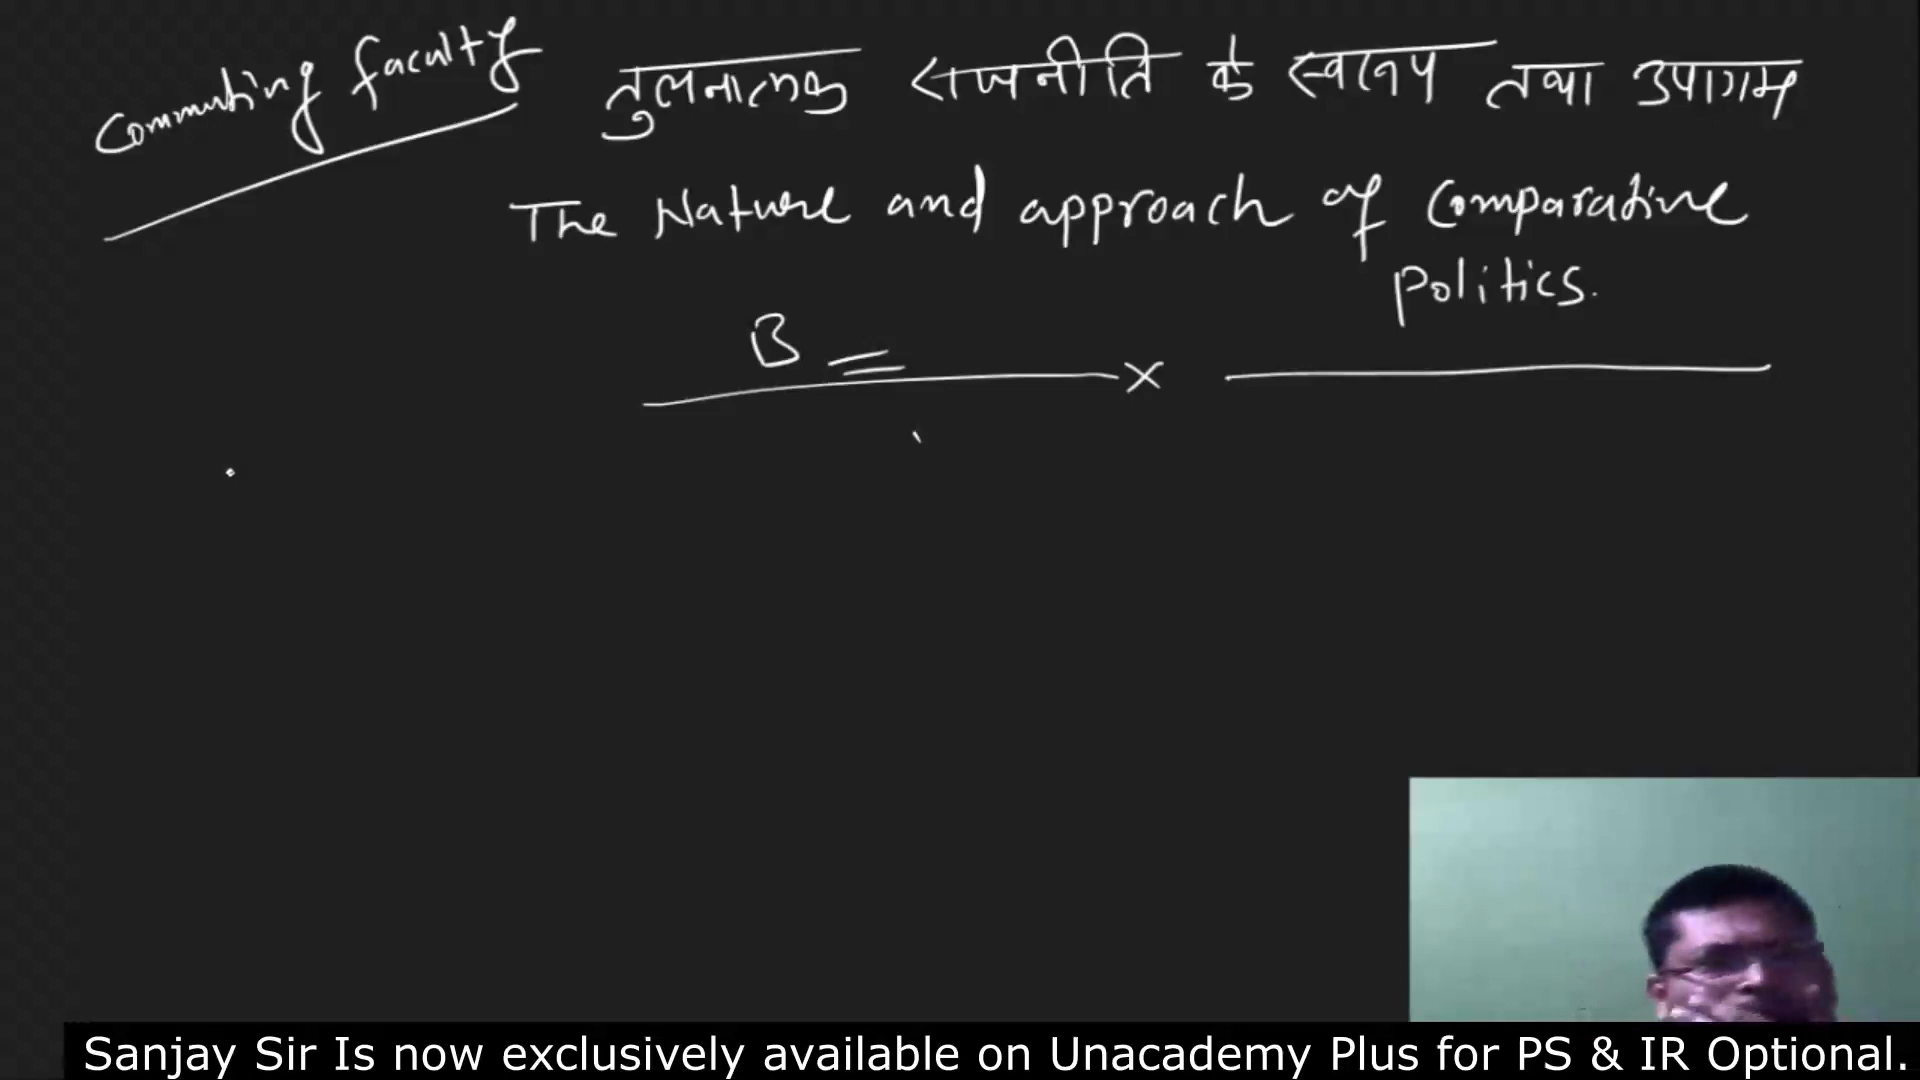 Commuting faculty
तुलनात्मक राजनीति के स्वरूप तथा उपागम
The Nature and approach of Comparative
politics.
B =
×
Sanjay Sir Is now exclusively available on Unacademy Plus for PS & IR Optional.